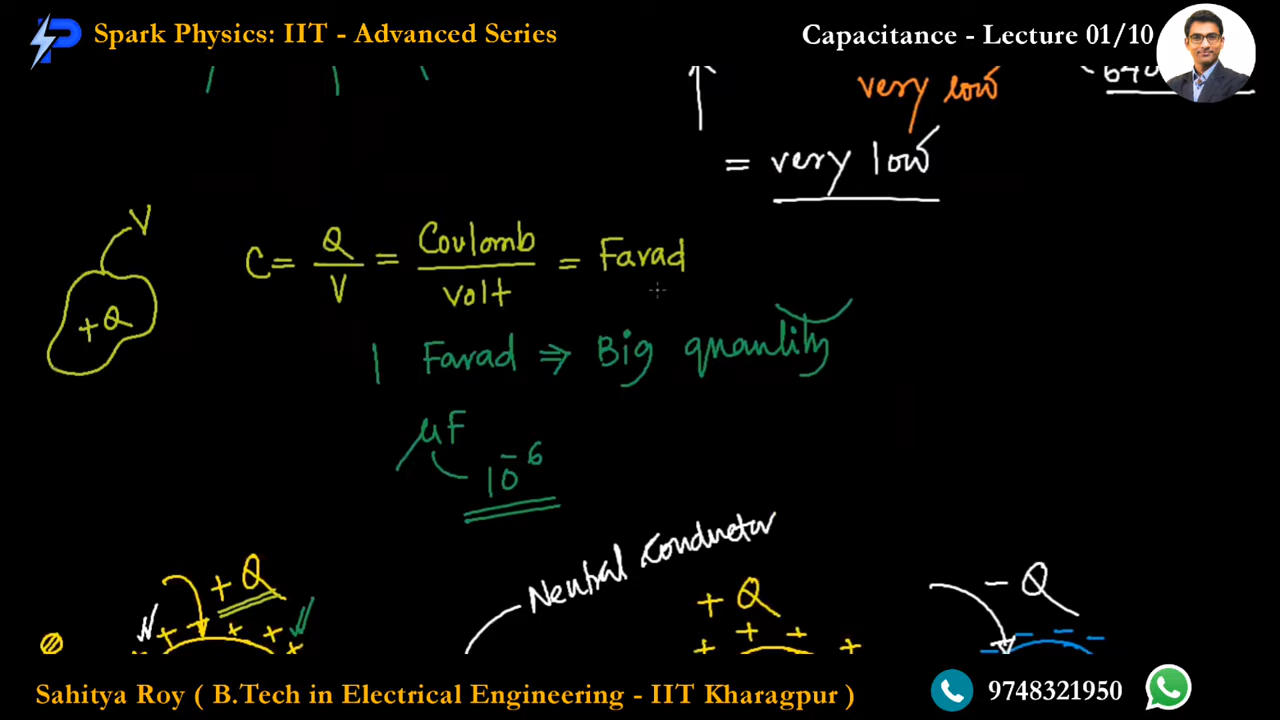 Spark Physics: IIT - Advanced Series
Capacitance - Lecture 01/10
very low
= very low
V
+Q
C = Q/V = Coulomb/volt = Farad
1 Farad ⇒ Big quantity
μF
10⁻⁶
Neutral conductor
+Q
+Q
-Q
Sahitya Roy ( B.Tech in Electrical Engineering - IIT Kharagpur )
9748321950